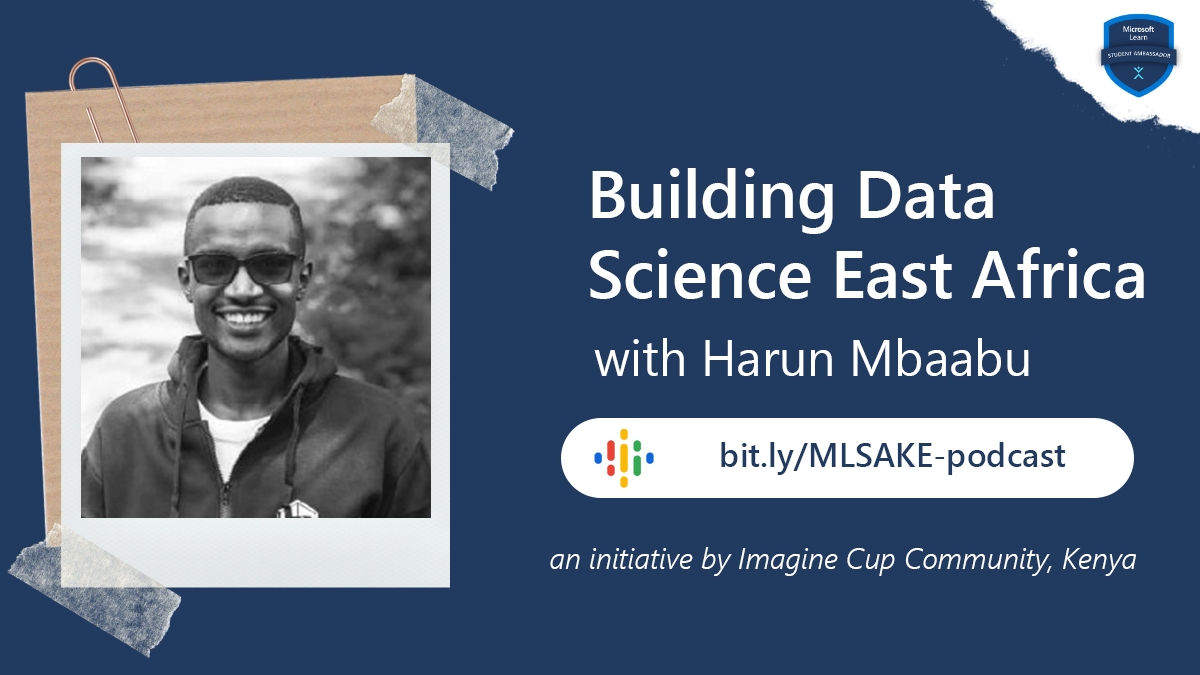 Microsoft
Learn
STUDENT AMBASSADOR
Building Data
Science East Africa
with Harun Mbaabu
bit.ly/MLSAKE-podcast
an initiative by Imagine Cup Community, Kenya